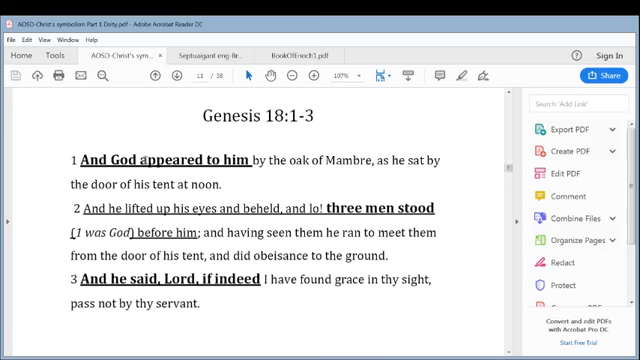 AOSD-Christ's symbolism Part 1 Deity.pdf - Adobe Acrobat Reader DC
File Edit View Window Help
Home Tools AOSD-Christ's sym... × Septuaigant eng-Br... BookOfEnoch1.pdf Sign In
11 / 38 107% Share
Genesis 18:1-3
1 And God appeared to him by the oak of Mambre, as he sat by
the door of his tent at noon.
2 And he lifted up his eyes and beheld, and lo! three men stood
(1 was God) before him; and having seen them he ran to meet them
from the door of his tent, and did obeisance to the ground.
3 And he said, Lord, if indeed I have found grace in thy sight,
pass not by thy servant.
Search 'Add Link'
Export PDF
Create PDF
Edit PDF
Comment
Combine Files
Organize Pages
Redact
Protect
Convert and edit PDFs
with Acrobat Pro DC
Start Free Trial